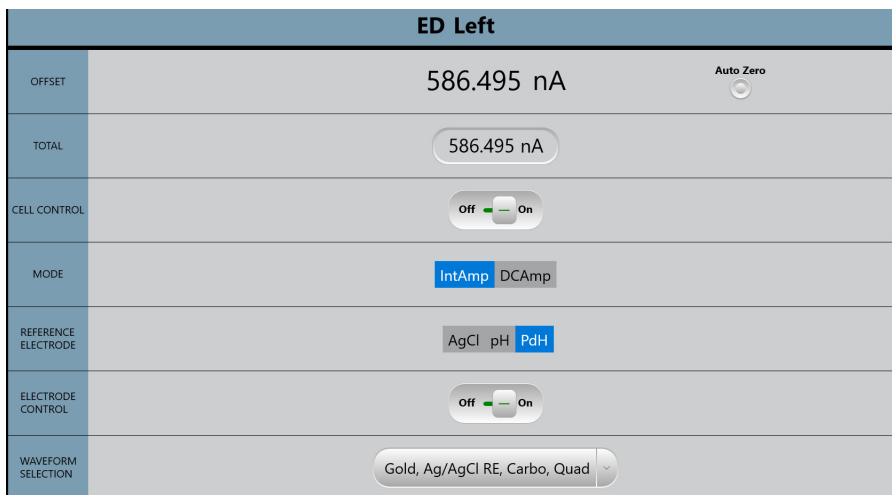 ED Left
OFFSET
586.495 nA
Auto Zero
TOTAL
586.495 nA
CELL CONTROL
Off On
MODE
IntAmp DCAmp
REFERENCE
ELECTRODE
AgCl pH PdH
ELECTRODE
CONTROL
Off On
WAVEFORM
SELECTION
Gold, Ag/AgCl RE, Carbo, Quad